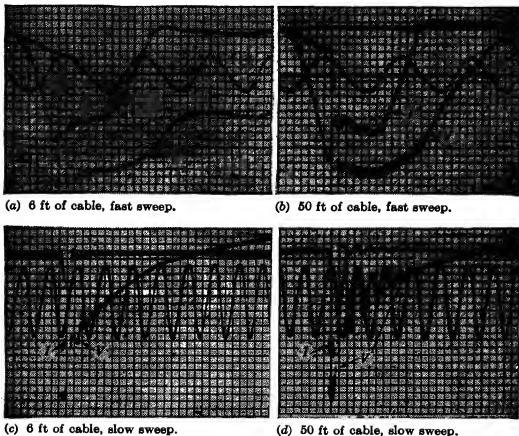 (a) 6 ft of cable, fast sweep.
(b) 50 ft of cable, fast sweep.
(c) 6 ft of cable, slow sweep.
(d) 50 ft of cable, slow sweep.